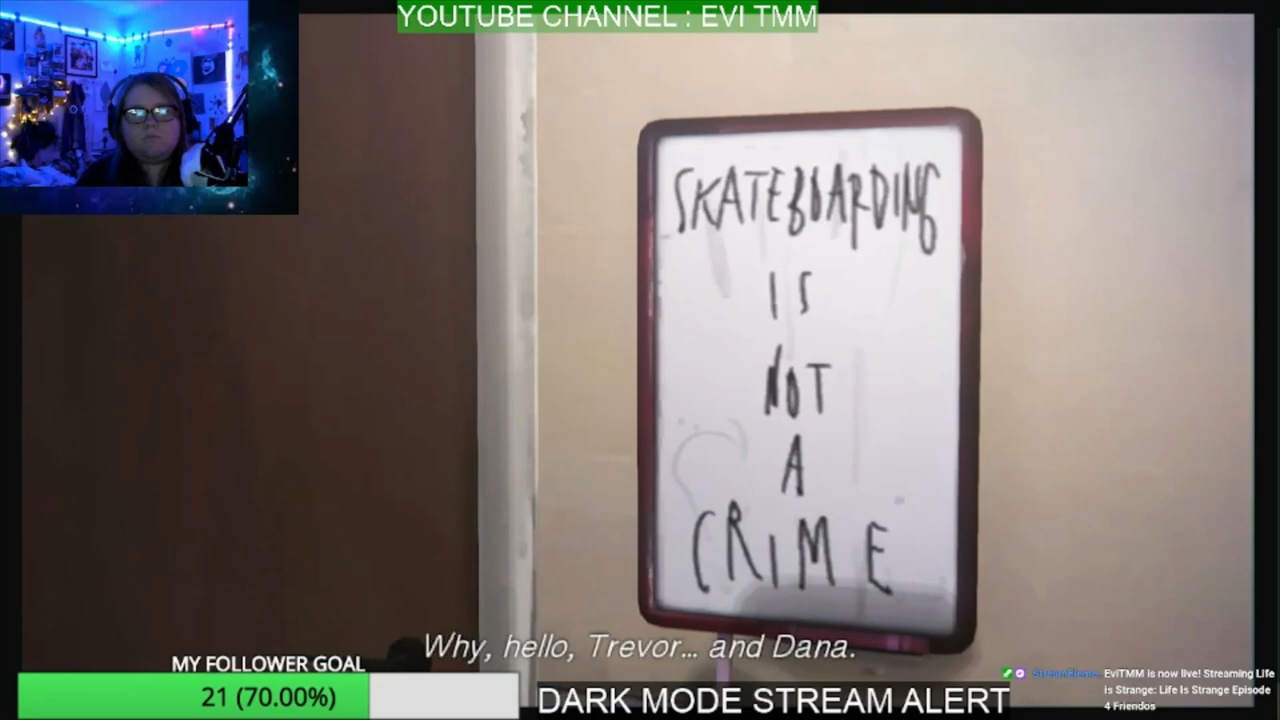 YOUTUBE CHANNEL : EVI TMM
SKATEBOARDING
IS
NOT
A
CRIME
Why, hello, Trevor... and Dana.
MY FOLLOWER GOAL
21 (70.00%)
DARK MODE STREAM ALERT
StreamEleme.. EviTMM is now live! Streaming Life
is Strange: Life Is Strange Episode
4 Friendos